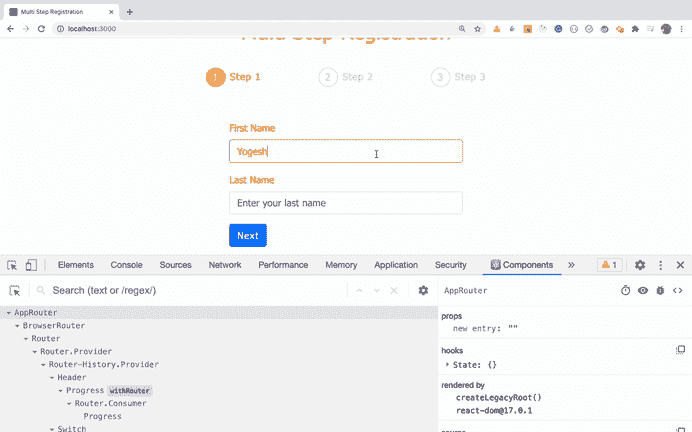 Multi Step Registration
localhost:3000
Multi Step Registration
1 Step 1 2 Step 2 3 Step 3
First Name
Yogesh
Last Name
Enter your last name
Next
Elements Console Sources Network Performance Memory Application Security Components » 1
Search (text or /regex/)
AppRouter
AppRouter
BrowserRouter
Router
Router.Provider
Router-History.Provider
Header
Progress withRouter
Router.Consumer
Progress
Switch
props
new entry: ""
hooks
State: {}
rendered by
createLegacyRoot()
react-dom@17.0.1